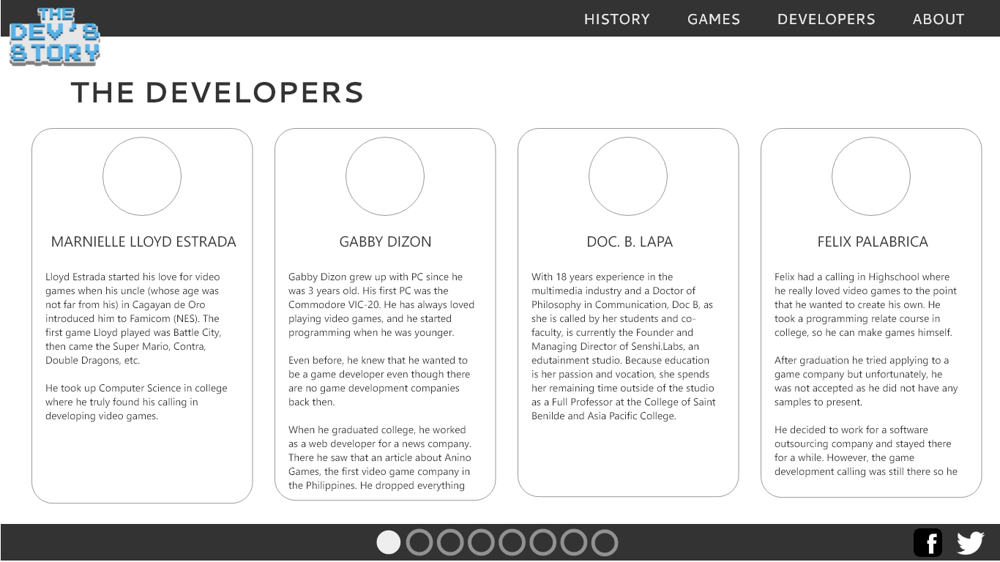 THE
DEV'S
STORY
HISTORY GAMES DEVELOPERS ABOUT
THE DEVELOPERS
MARNIELLE LLOYD ESTRADA
Lloyd Estrada started his love for video
games when his uncle (whose age was
not far from his) in Cagayan de Oro
introduced him to Famicom (NES). The
first game Lloyd played was Battle City,
then came the Super Mario, Contra,
Double Dragons, etc.
He took up Computer Science in college
where he truly found his calling in
developing video games.
GABBY DIZON
Gabby Dizon grew up with PC since he
was 3 years old. His first PC was the
Commodore VIC-20. He has always loved
playing video games, and he started
programming when he was younger.
Even before, he knew that he wanted to
be a game developer even though there
are no game development companies
back then.
When he graduated college, he worked
as a web developer for a news company.
There he saw that an article about Anino
Games, the first video game company in
the Philippines. He dropped everything
DOC. B. LAPA
With 18 years experience in the
multimedia industry and a Doctor of
Philosophy in Communication, Doc B, as
she is called by her students and co-
faculty, is currently the Founder and
Managing Director of Senshi.Labs, an
edutainment studio. Because education
is her passion and vocation, she spends
her remaining time outside of the studio
as a Full Professor at the College of Saint
Benilde and Asia Pacific College.
FELIX PALABRICA
Felix had a calling in Highschool where
he really loved video games to the point
that he wanted to create his own. He
took a programming relate course in
college, so he can make games himself.
After graduation he tried applying to a
game company but unfortunately, he
was not accepted as he did not have any
samples to present.
He decided to work for a software
outsourcing company and stayed there
for a while. However, the game
development calling was still there so he